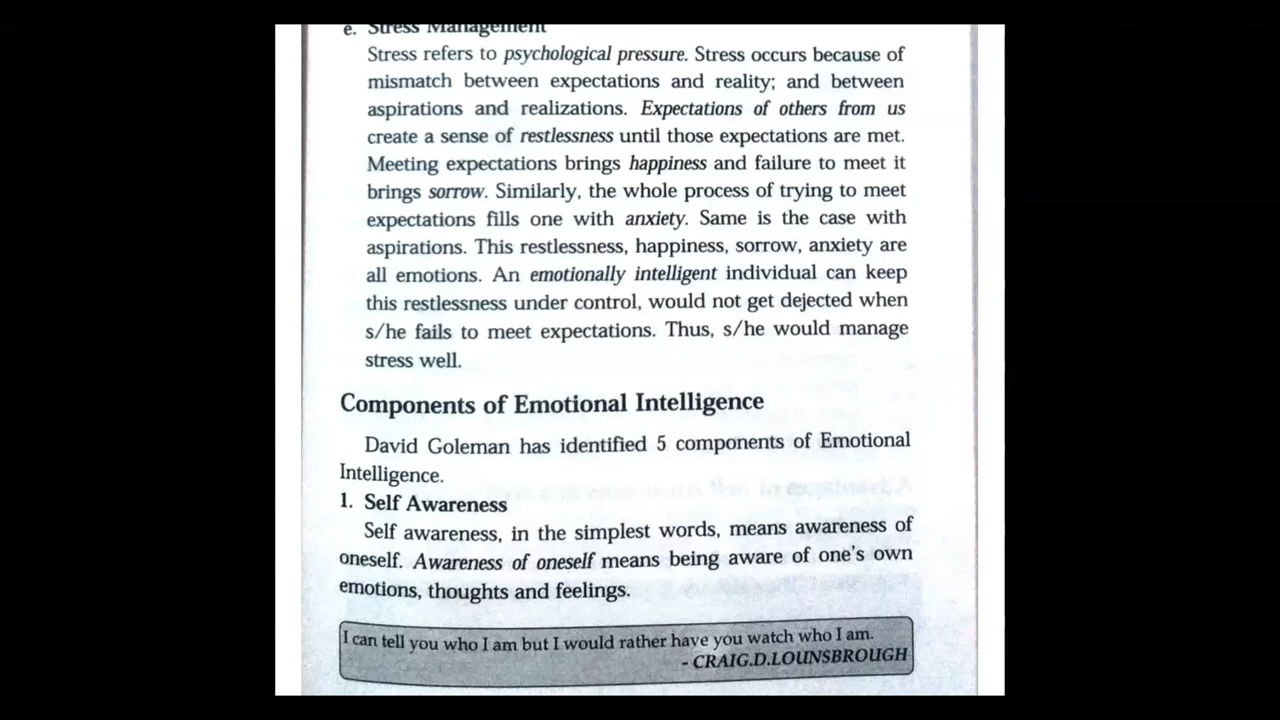 e. Stress Management
Stress refers to psychological pressure. Stress occurs because of
mismatch between expectations and reality; and between
aspirations and realizations. Expectations of others from us
create a sense of restlessness until those expectations are met.
Meeting expectations brings happiness and failure to meet it
brings sorrow. Similarly, the whole process of trying to meet
expectations fills one with anxiety. Same is the case with
aspirations. This restlessness, happiness, sorrow, anxiety are
all emotions. An emotionally intelligent individual can keep
this restlessness under control, would not get dejected when
s/he fails to meet expectations. Thus, s/he would manage
stress well.
Components of Emotional Intelligence
David Goleman has identified 5 components of Emotional
Intelligence.
1. Self Awareness
Self awareness, in the simplest words, means awareness of
oneself. Awareness of oneself means being aware of one's own
emotions, thoughts and feelings.
I can tell you who I am but I would rather have you watch who I am.
- CRAIG.D.LOUNSBROUGH